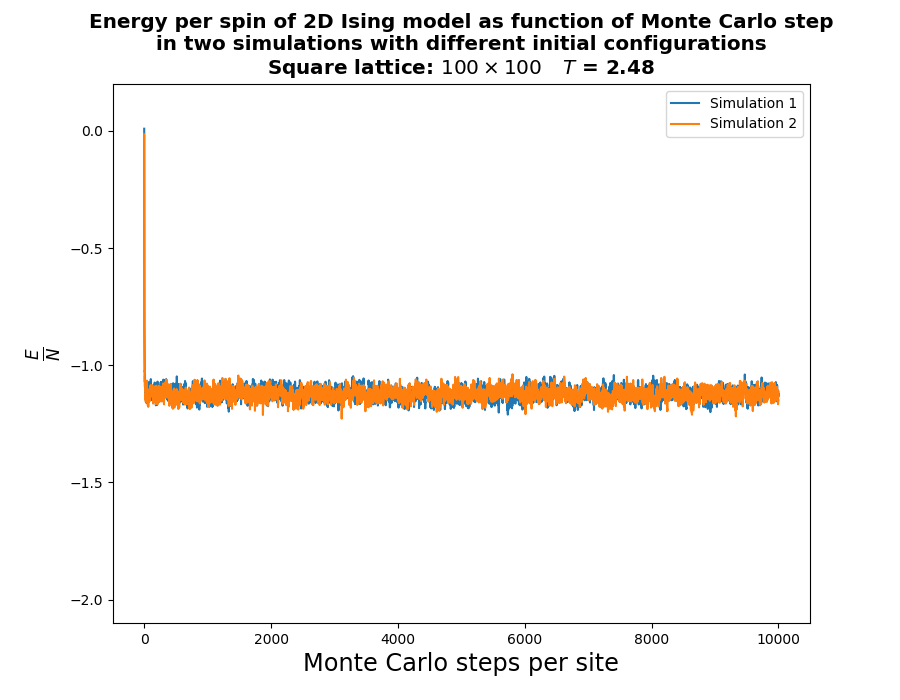 Energy per spin of 2D Ising model as function of Monte Carlo step
in two simulations with different initial configurations
Square lattice: 100 × 100 T = 2.48
Simulation 1
Simulation 2
0.0
−0.5
−1.0
−1.5
−2.0
E
N
0 2000 4000 6000 8000 10000
Monte Carlo steps per site